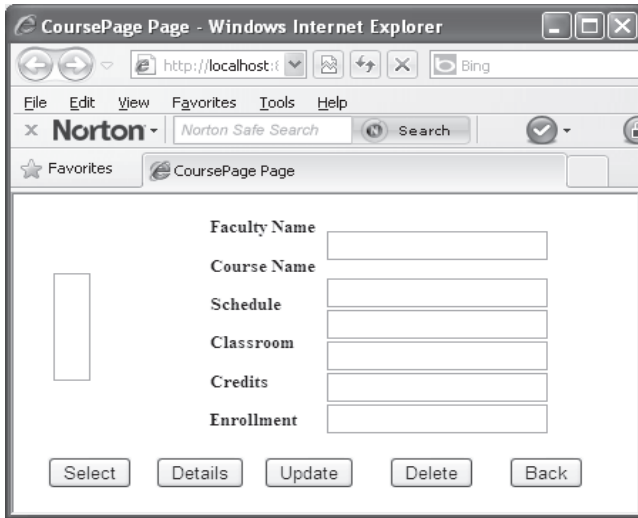 CoursePage Page - Windows Internet Explorer
http://localhost:8 Bing
File Edit View Favorites Tools Help
× Norton Norton Safe Search Search
Favorites CoursePage Page
Faculty Name
Course Name
Schedule
Classroom
Credits
Enrollment
Select Details Update Delete Back